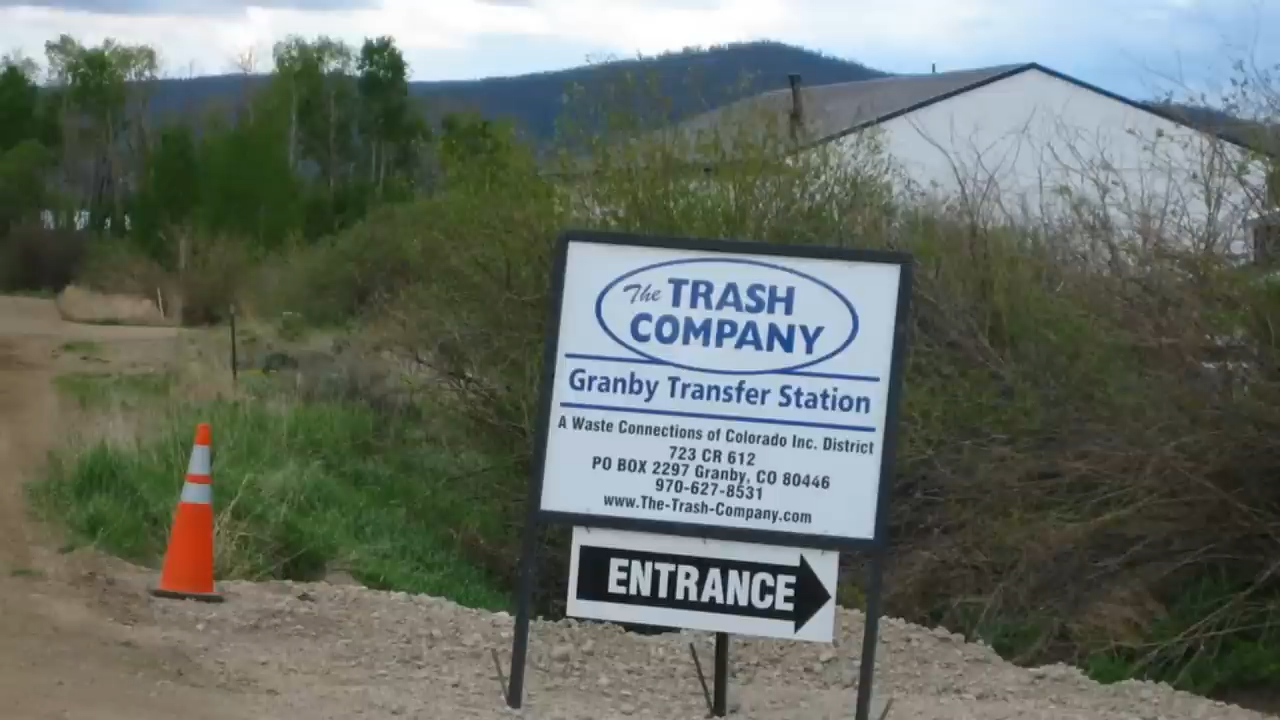 The TRASH
COMPANY
Granby Transfer Station
A Waste Connections of Colorado Inc. District
723 CR 612
PO BOX 2297 Granby, CO 80446
970-627-8531
www.The-Trash-Company.com
ENTRANCE